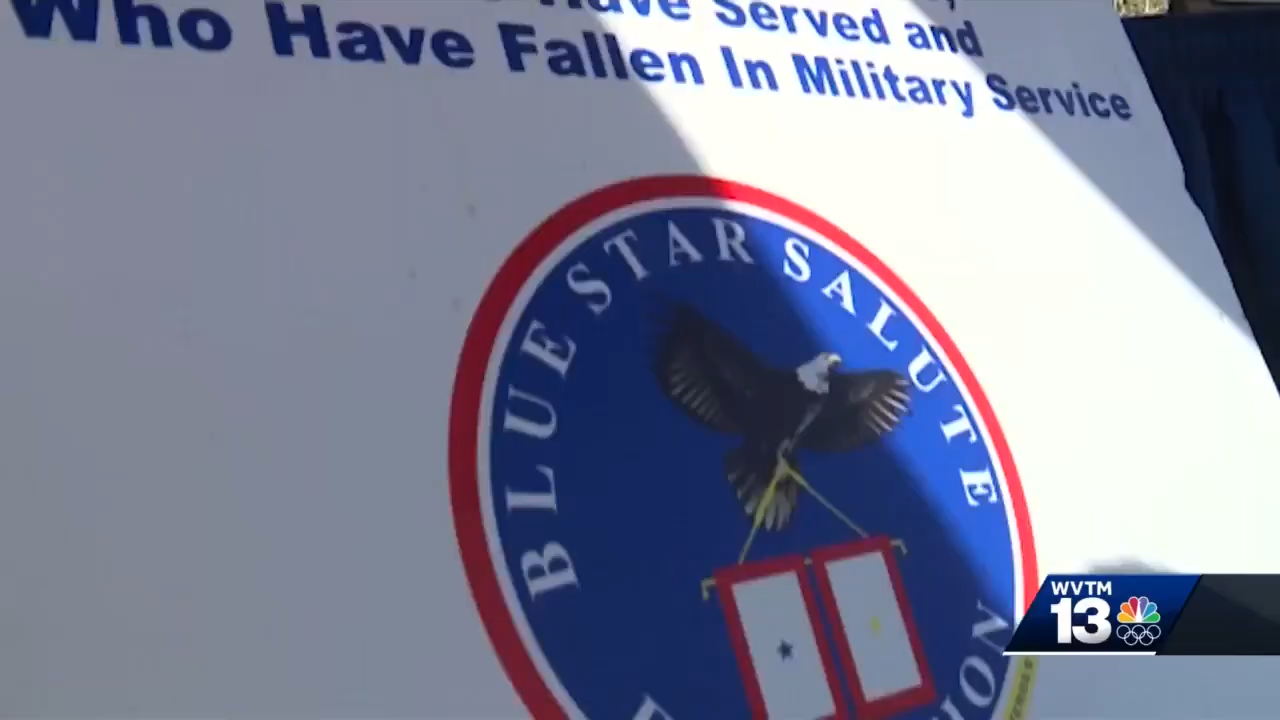 Have Served and
Who Have Fallen In Military Service
BLUE STAR SALUTE
WVTM
13